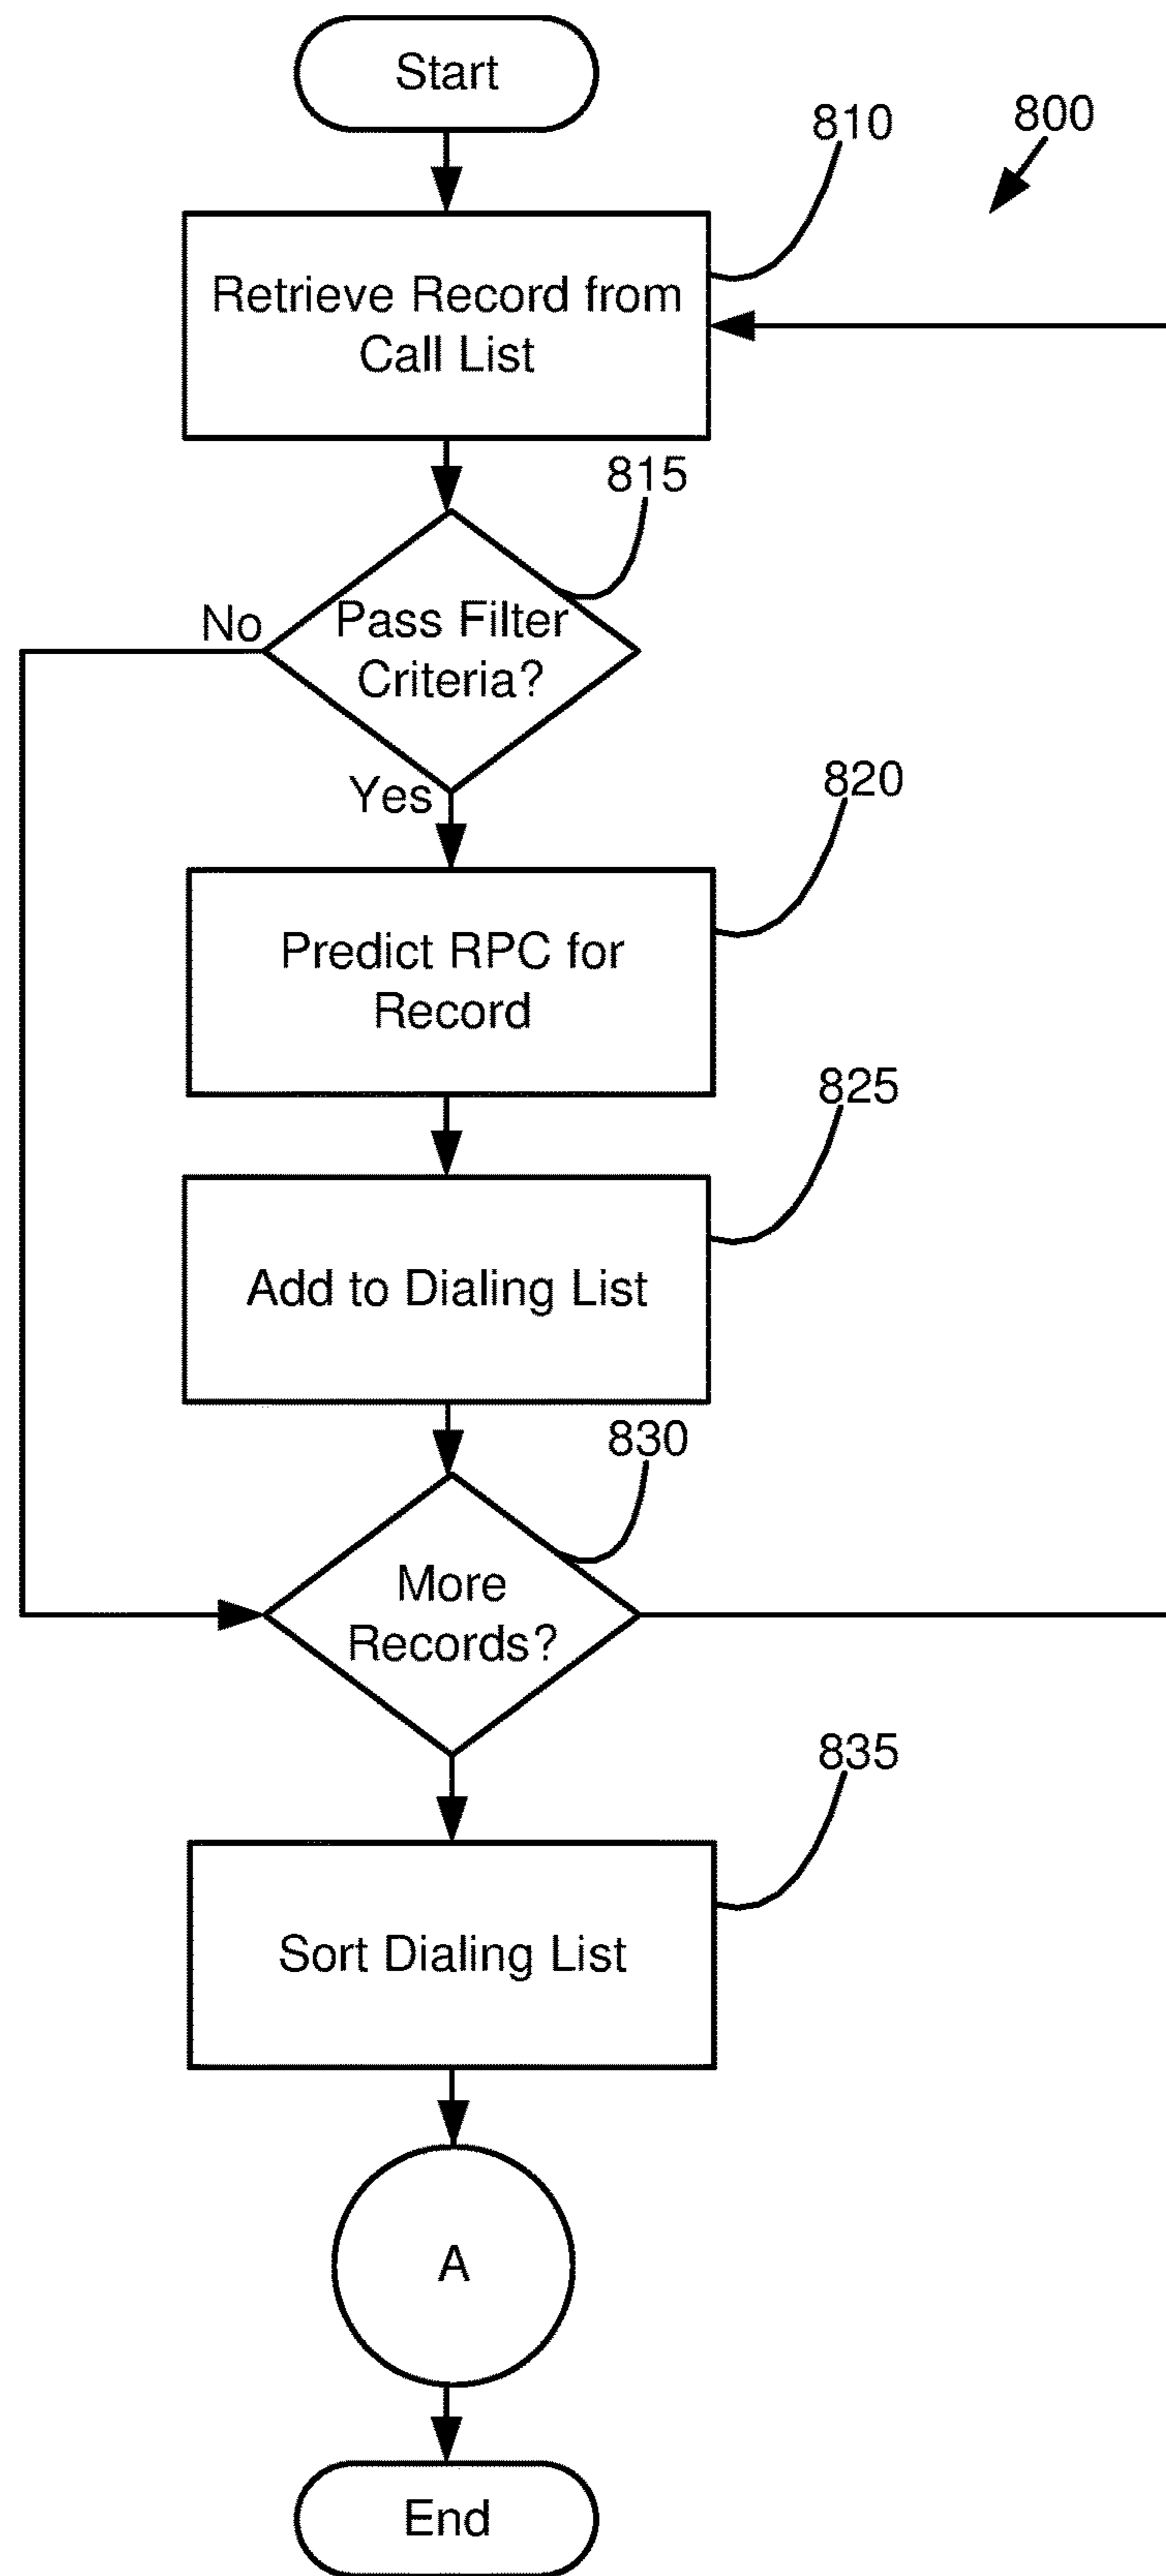 Start
810
800
Retrieve Record from
Call List
815
No
Pass Filter
Criteria?
Yes
820
Predict RPC for
Record
825
Add to Dialing List
830
More
Records?
835
Sort Dialing List
A
End